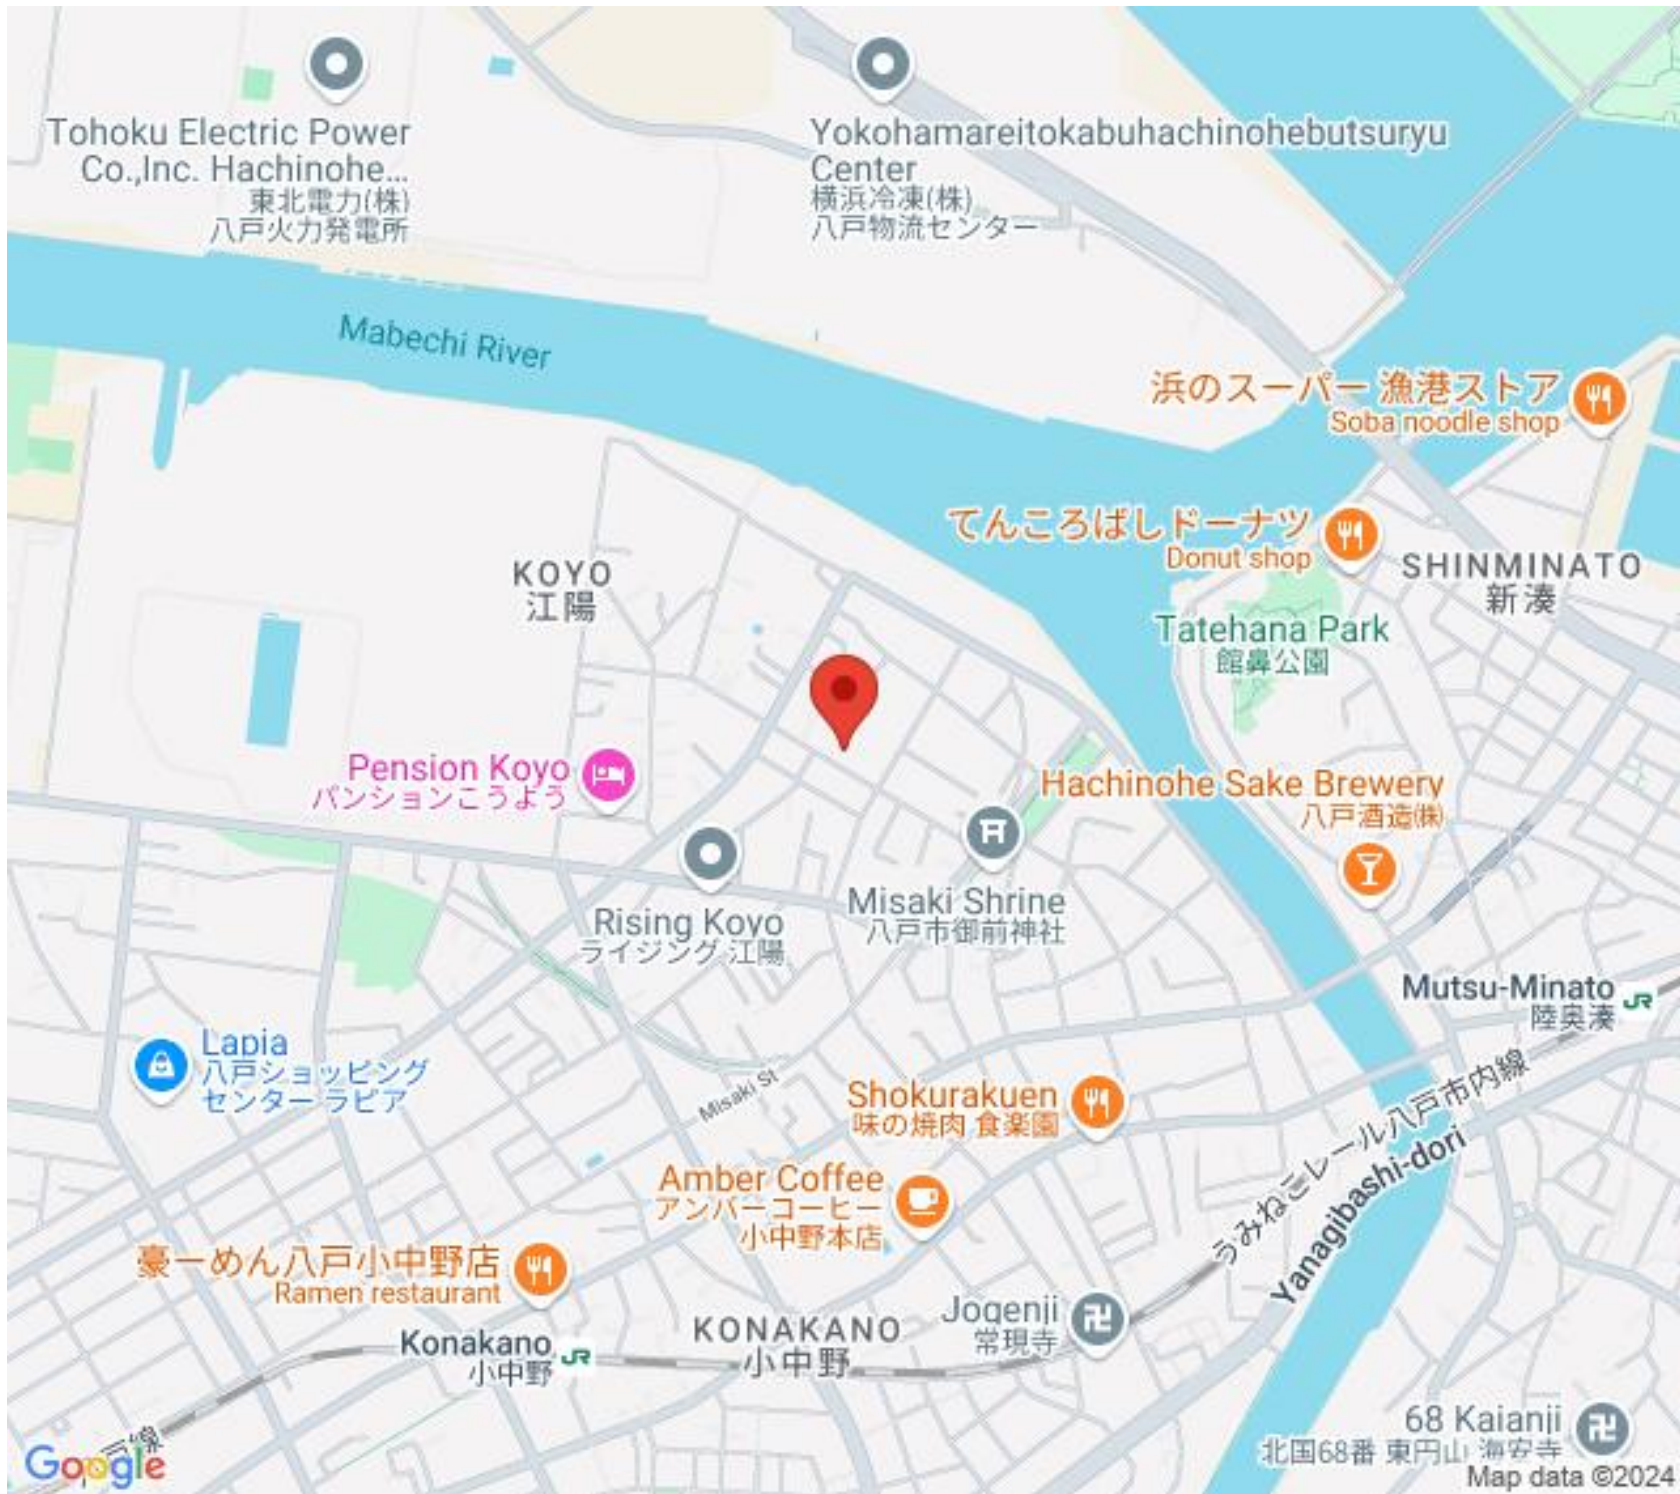 Tohoku Electric Power
Co.,Inc. Hachinohe...
東北電力(株)
八戸火力発電所
Yokohamareitokabuhachinohebutsuryu
Center
横浜冷凍(株)
八戸物流センター
Mabechi River
浜のスーパー 漁港ストア
Soba noodle shop
てんころばしドーナツ
Donut shop
KOYO
江陽
SHINMINATO
新湊
Tatehana Park
館鼻公園
Pension Koyo
パンションこうよう
Hachinohe Sake Brewery
八戸酒造㈱
Misaki Shrine
八戸市御前神社
Rising Koyo
ライジング 江陽
Mutsu-Minato
陸奥湊
JR
Lapia
八戸ショッピング
センター ラピア
Misaki St
Shokurakuen
味の焼肉 食楽園
うみねこレール八戸市内線
Yanagibashi-dori
Amber Coffee
アンバーコーヒー
小中野本店
豪ーめん八戸小中野店
Ramen restaurant
Konakano
小中野
JR
KONAKANO
小中野
Jogenji
常現寺
68 Kaianji
北国68番 東円山 海安寺
Google
Map data ©2024